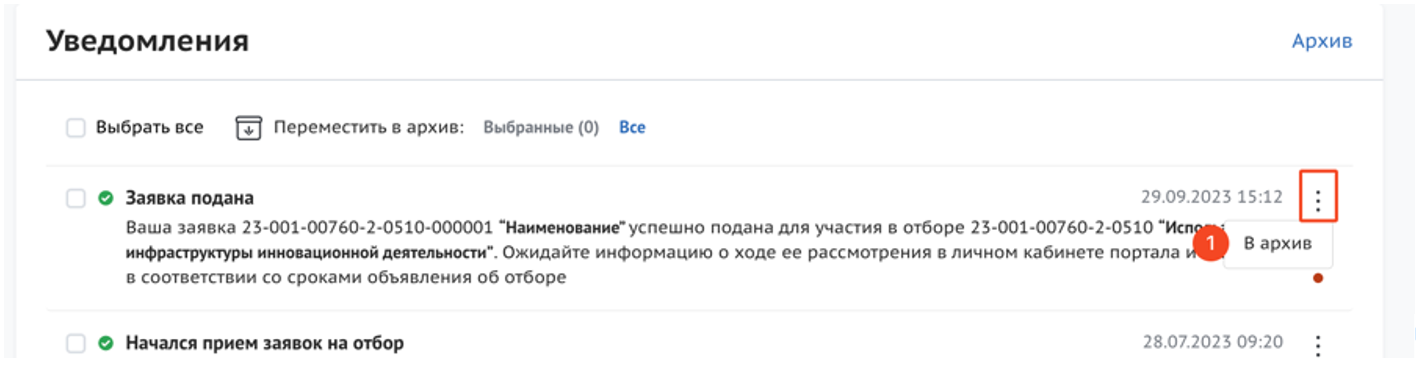 Уведомления
Архив
Выбрать все Переместить в архив: Выбранные (0) Все
Заявка подана 29.09.2023 15:12
Ваша заявка 23-001-00760-2-0510-000001 “Наименование" успешно подана для участия в отборе 23-001-00760-2-0510
1 В архив
инфраструктуры инновационной деятельности". Ожидайте информацию о ходе ее рассмотрения в личном кабинете портала и
в соответствии со сроками объявления об отборе
Начался прием заявок на отбор 28.07.2023 09:20